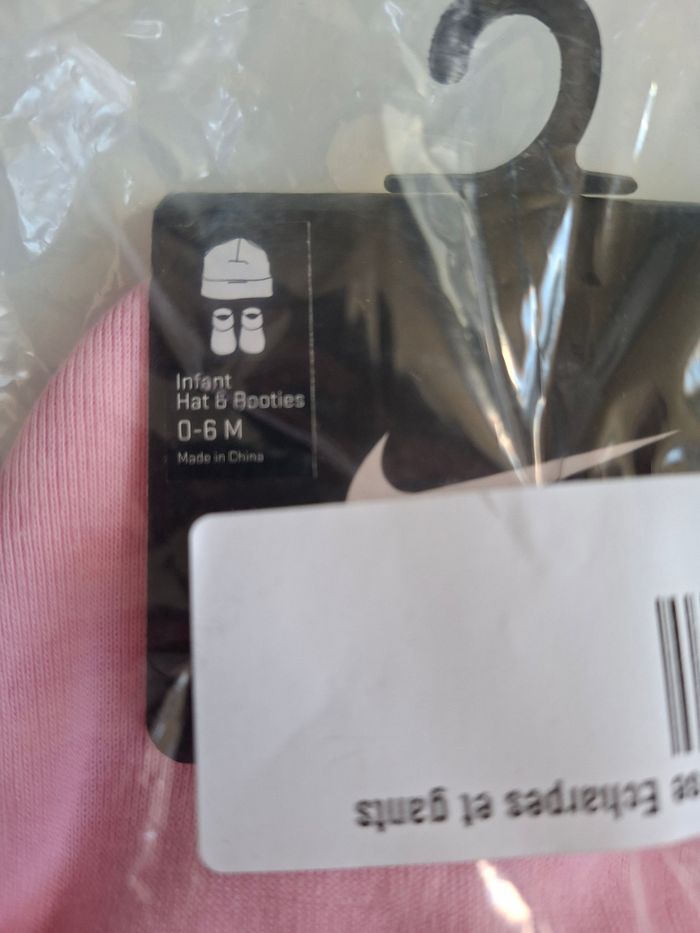 Infant
Hat & Booties
0-6 M
Made in China
Echarpes et gants